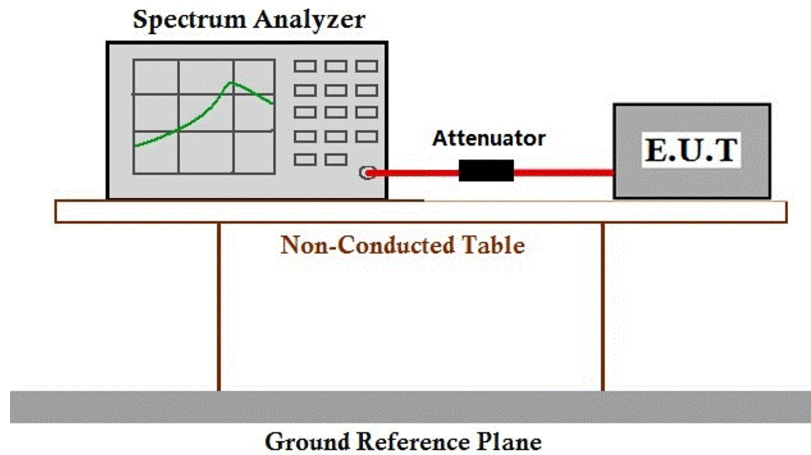 Spectrum Analyzer
Attenuator
E.U.T
Non-Conducted Table
Ground Reference Plane